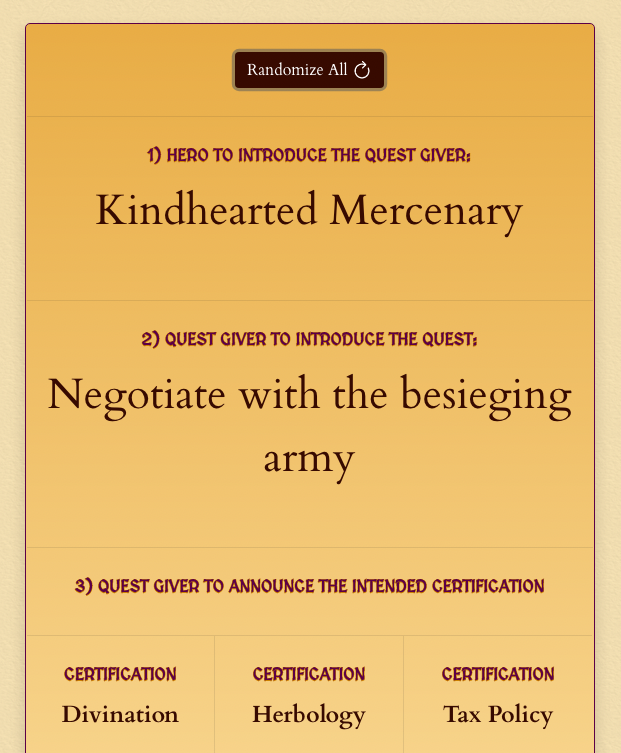 Randomize All
1) HERO TO INTRODUCE THE QUEST GIVER:
Kindhearted Mercenary
2) QUEST GIVER TO INTRODUCE THE QUEST:
Negotiate with the besieging
army
3) QUEST GIVER TO ANNOUNCE THE INTENDED CERTIFICATION
CERTIFICATION
Divination
CERTIFICATION
Herbology
CERTIFICATION
Tax Policy